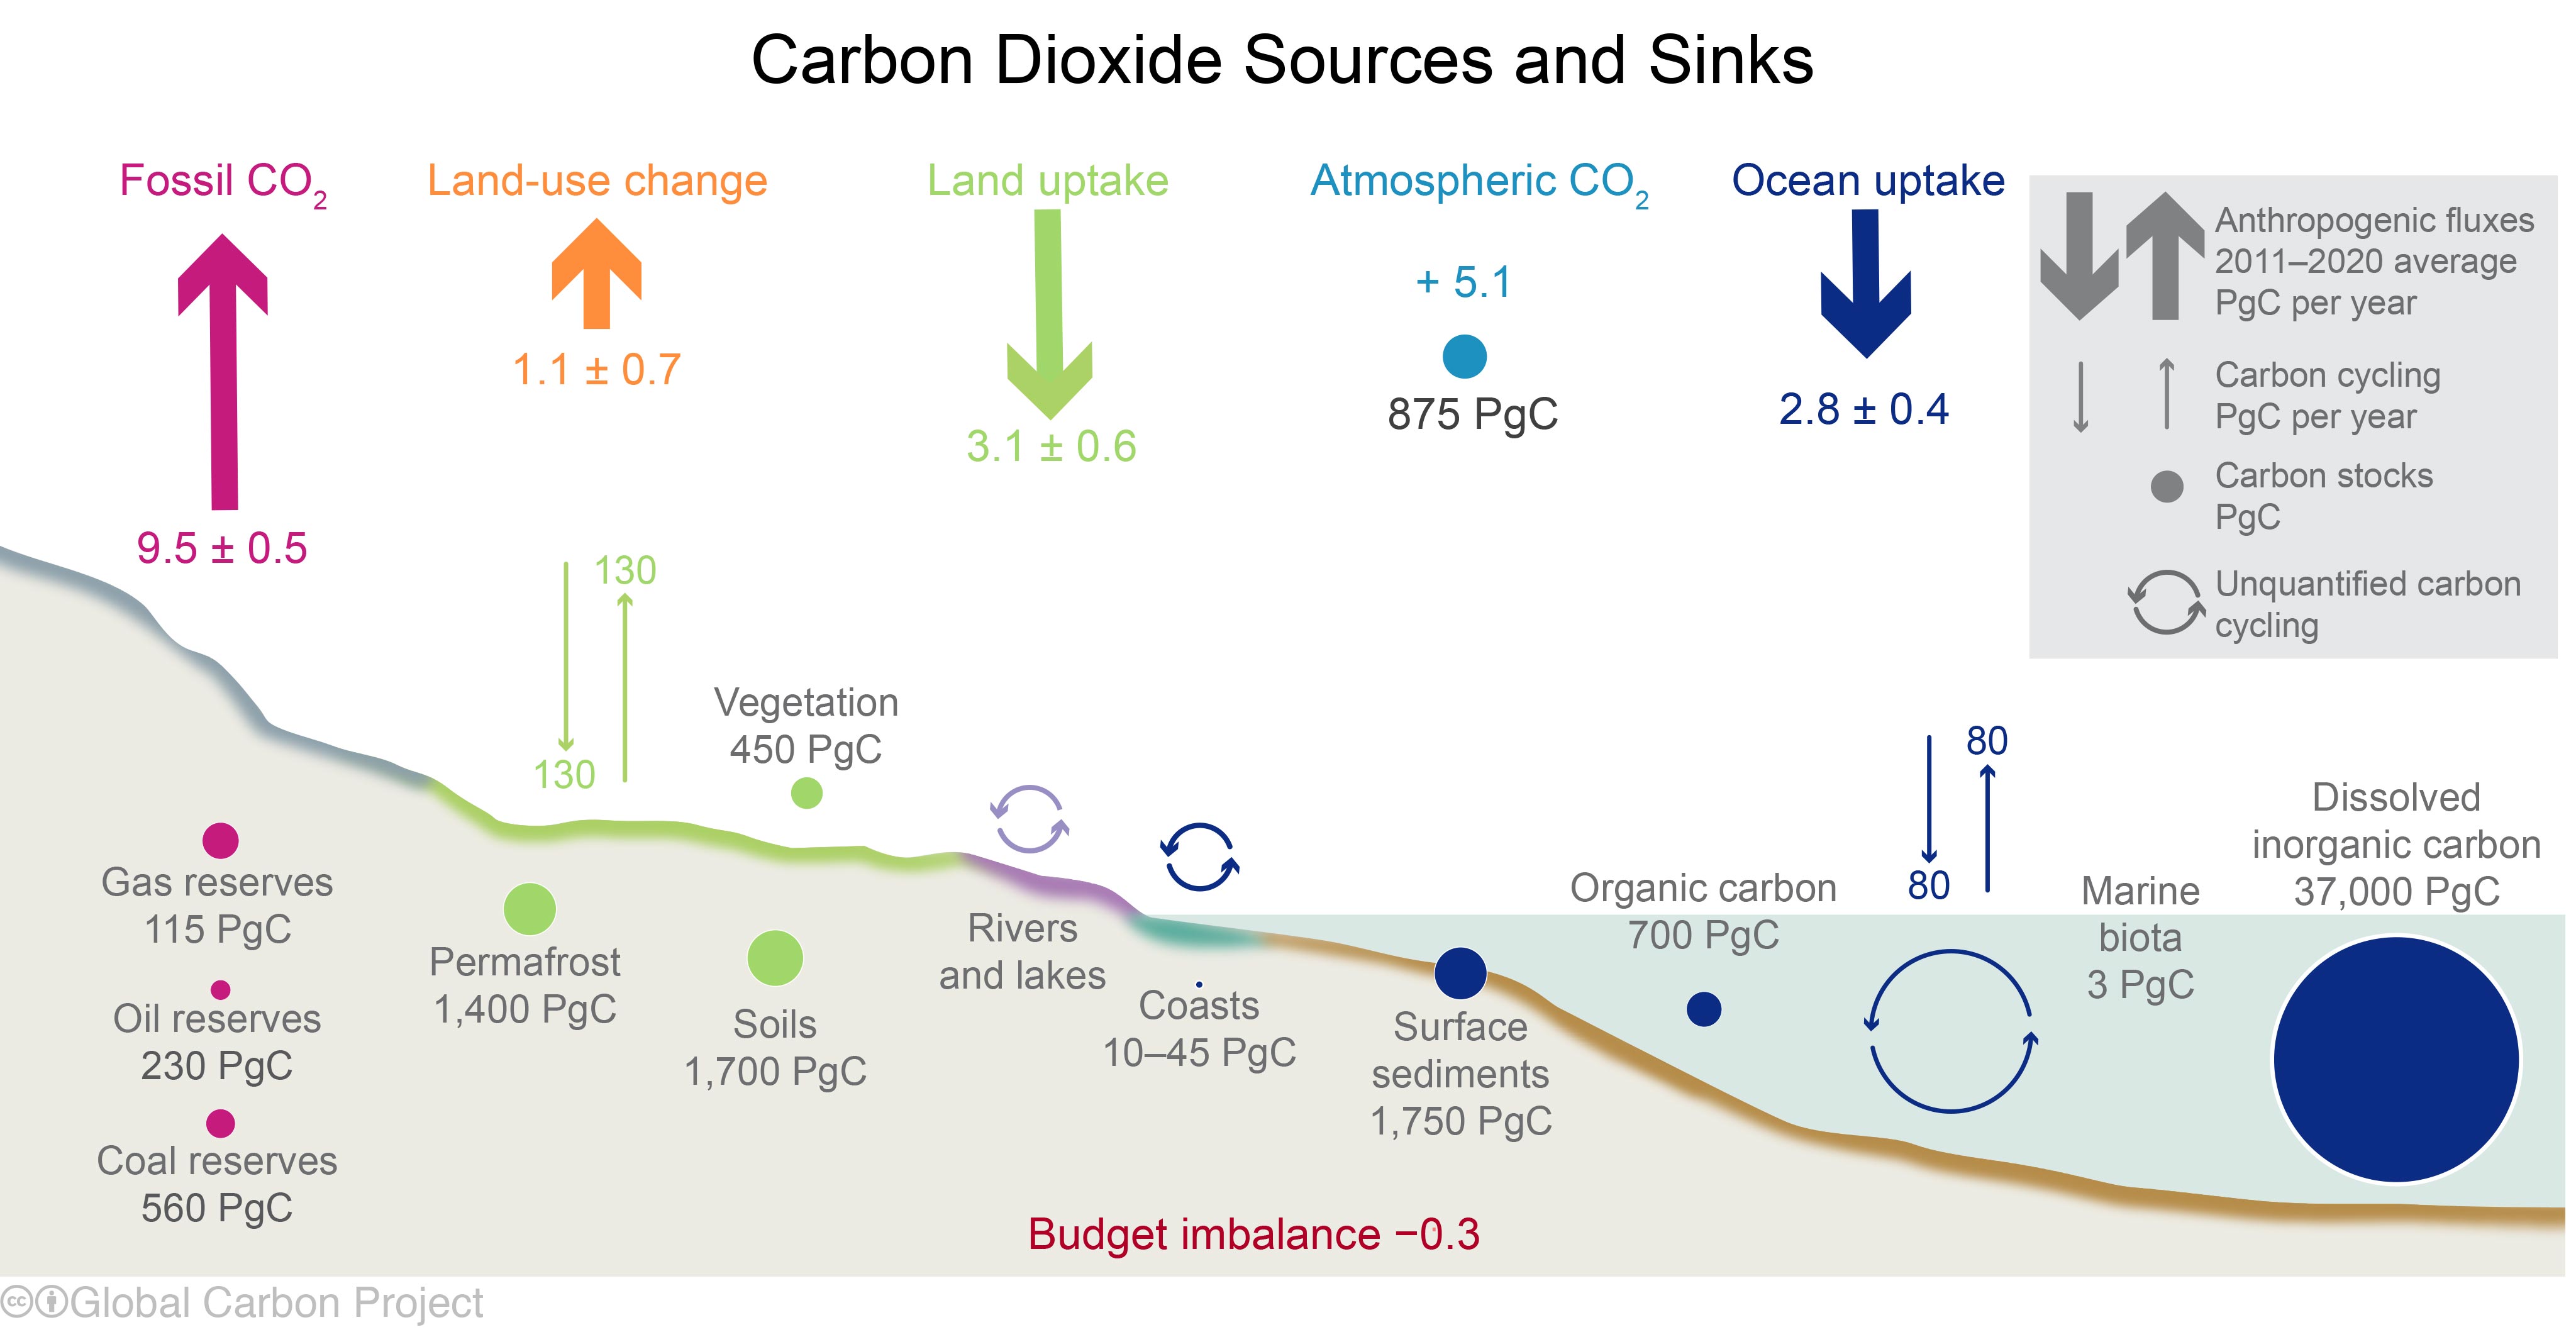 Carbon Dioxide Sources and Sinks
Fossil CO₂
9.5 ± 0.5
Land-use change
1.1 ± 0.7
Land uptake
3.1 ± 0.6
Atmospheric CO₂
+ 5.1
875 PgC
Ocean uptake
2.8 ± 0.4
Anthropogenic fluxes
2011–2020 average
PgC per year
Carbon cycling
PgC per year
Carbon stocks
PgC
Unquantified carbon
cycling
130
130
Vegetation
450 PgC
80
80
Gas reserves
115 PgC
Oil reserves
230 PgC
Coal reserves
560 PgC
Permafrost
1,400 PgC
Soils
1,700 PgC
Rivers
and lakes
Coasts
10–45 PgC
Surface
sediments
1,750 PgC
Organic carbon
700 PgC
Marine
biota
3 PgC
Dissolved
inorganic carbon
37,000 PgC
Budget imbalance −0.3
cc Global Carbon Project